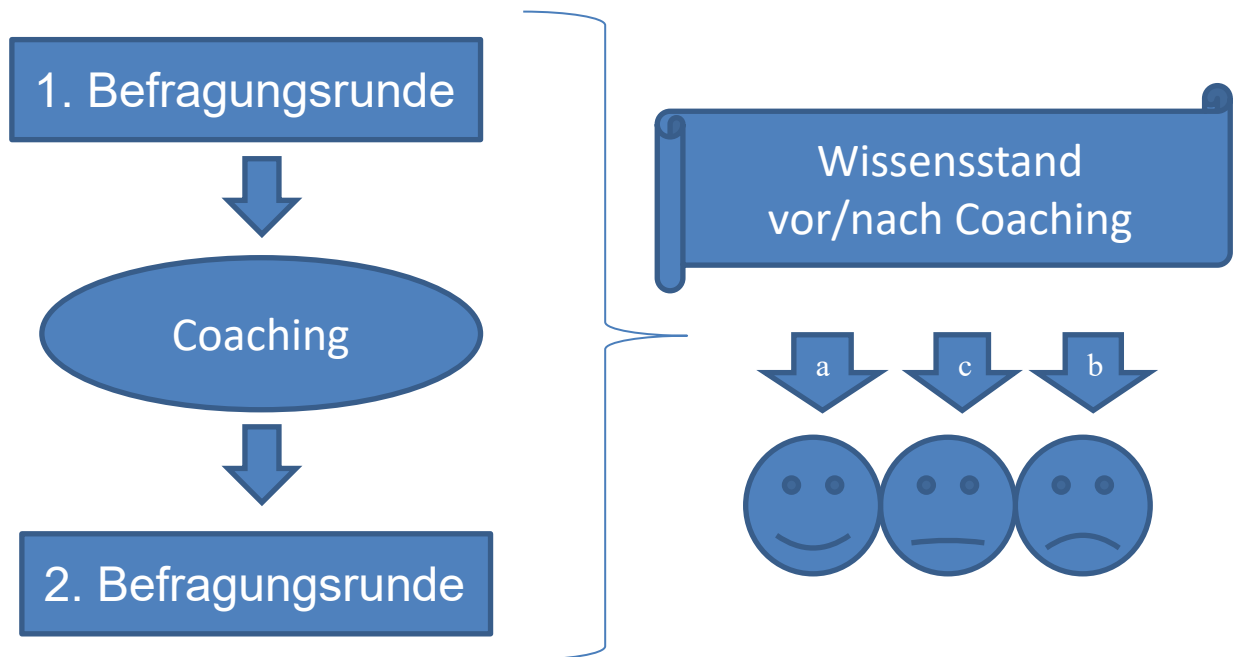 1. Befragungsrunde
Coaching
2. Befragungsrunde
Wissensstand
vor/nach Coaching
a
c
b